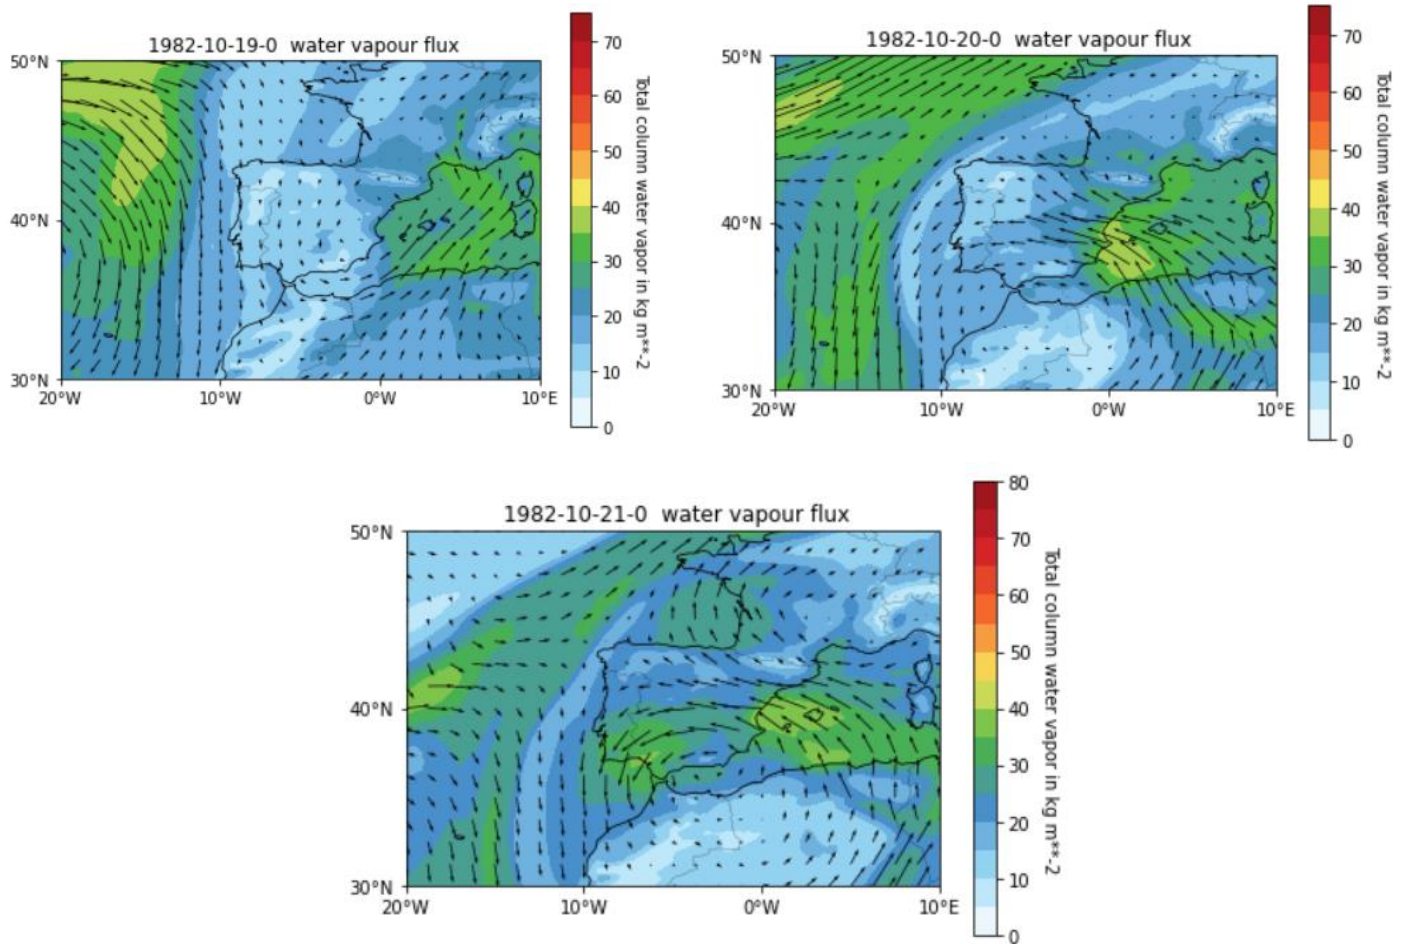 1982-10-19-0 water vapour flux
50°N
40°N
30°N
20°W 10°W 0°W 10°E
70
60
50
40
30
20
10
0
Total column water vapor in kg m**-2
1982-10-20-0 water vapour flux
50°N
40°N
30°N
20°W 10°W 0°W 10°E
70
60
50
40
30
20
10
0
Total column water vapor in kg m**-2
1982-10-21-0 water vapour flux
50°N
40°N
30°N
20°W 10°W 0°W 10°E
80
70
60
50
40
30
20
10
0
Total column water vapor in kg m**-2